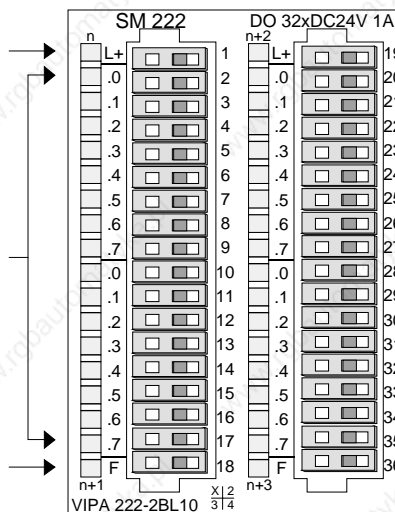 SM 222 DO 32xDC24V 1A
n n+2
L+ 1 L+ 19
.0 2 .0 20
.1 3 .1 21
.2 4 .2 22
.3 5 .3 23
.4 6 .4 24
.5 7 .5 25
.6 8 .6 26
.7 9 .7 27
.0 10 .0 28
.1 11 .1 29
.2 12 .2 30
.3 13 .3 31
.4 14 .4 32
.5 15 .5 33
.6 16 .6 34
.7 17 .7 35
F 18 F 36
n+1 n+3
VIPA 222-2BL10 X 2
3 4